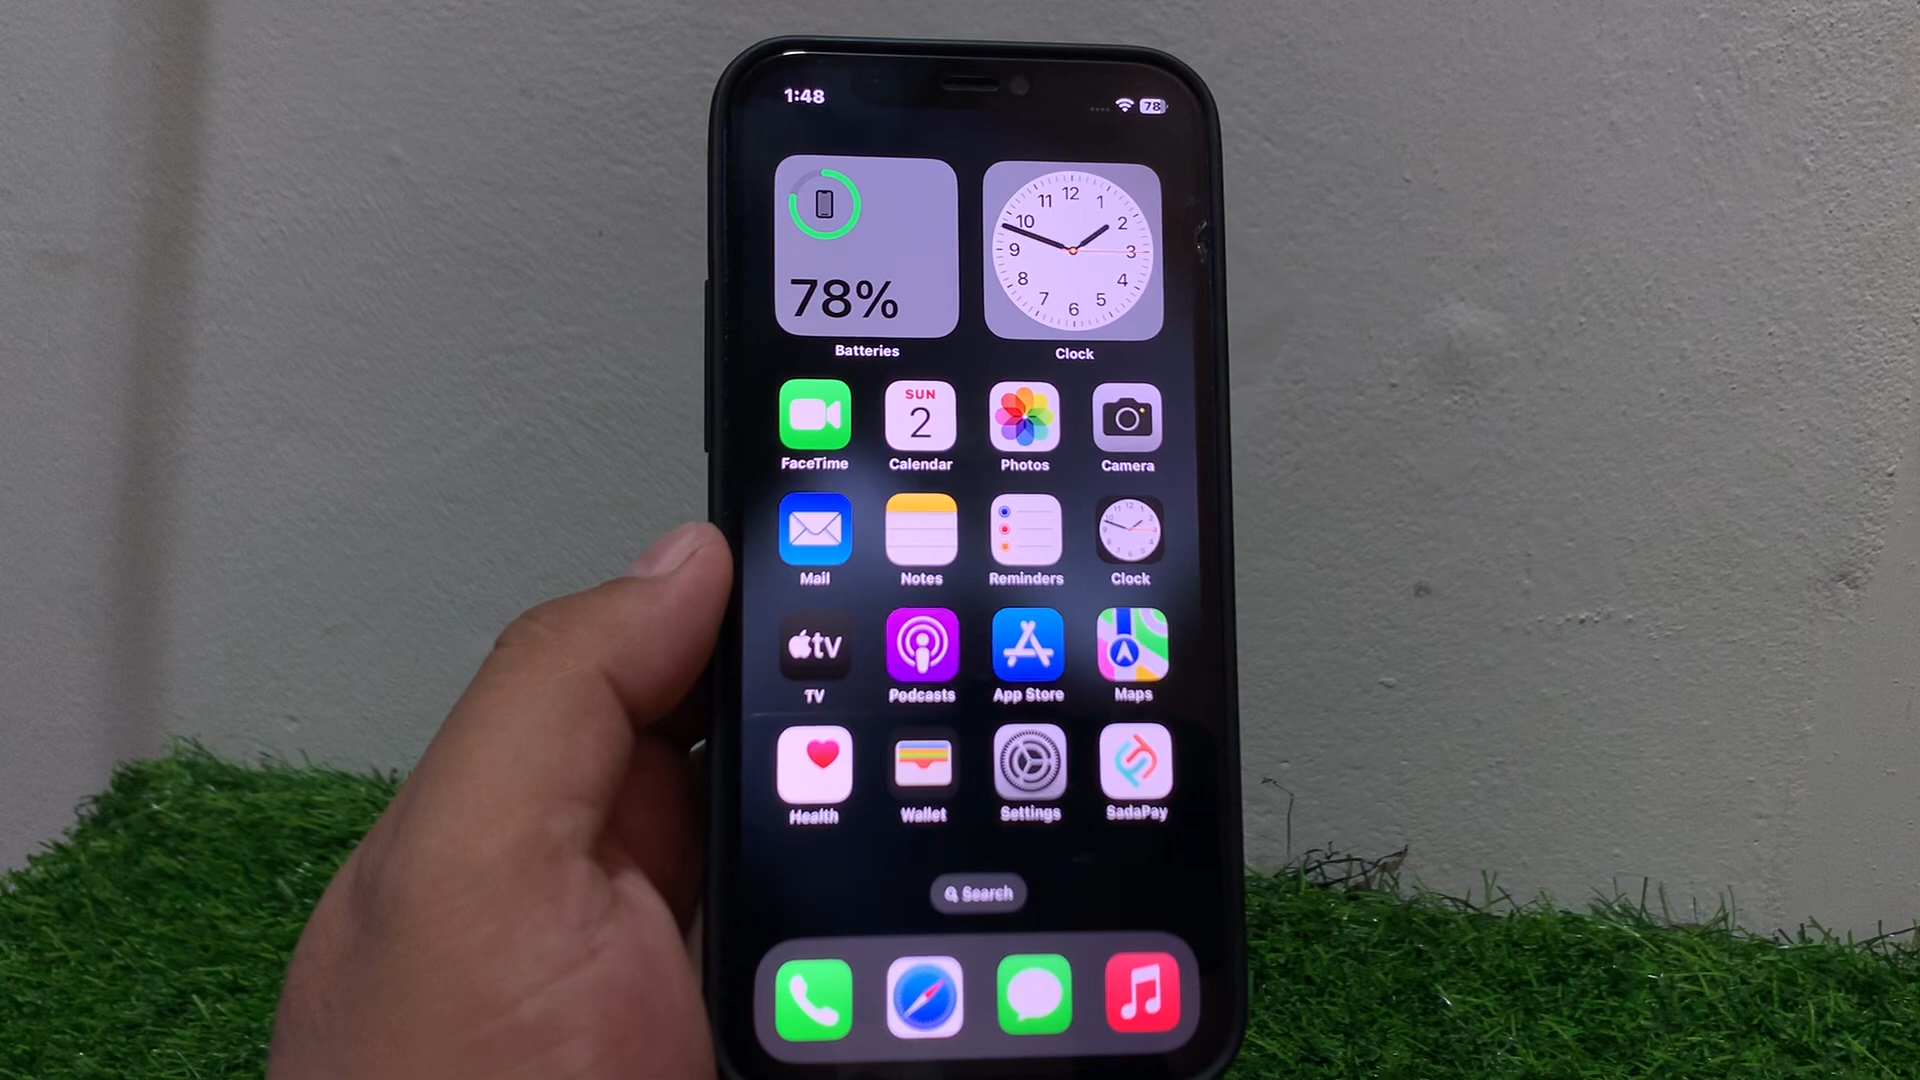 1:48
78
78%
12
1
2
3
4
5
6
7
8
9
10
11
Batteries
Clock
SUN
2
FaceTime
Calendar
Photos
Camera
Mail
Notes
Reminders
Clock
tv
TV
Podcasts
App Store
Maps
Health
Wallet
Settings
SadaPay
Search